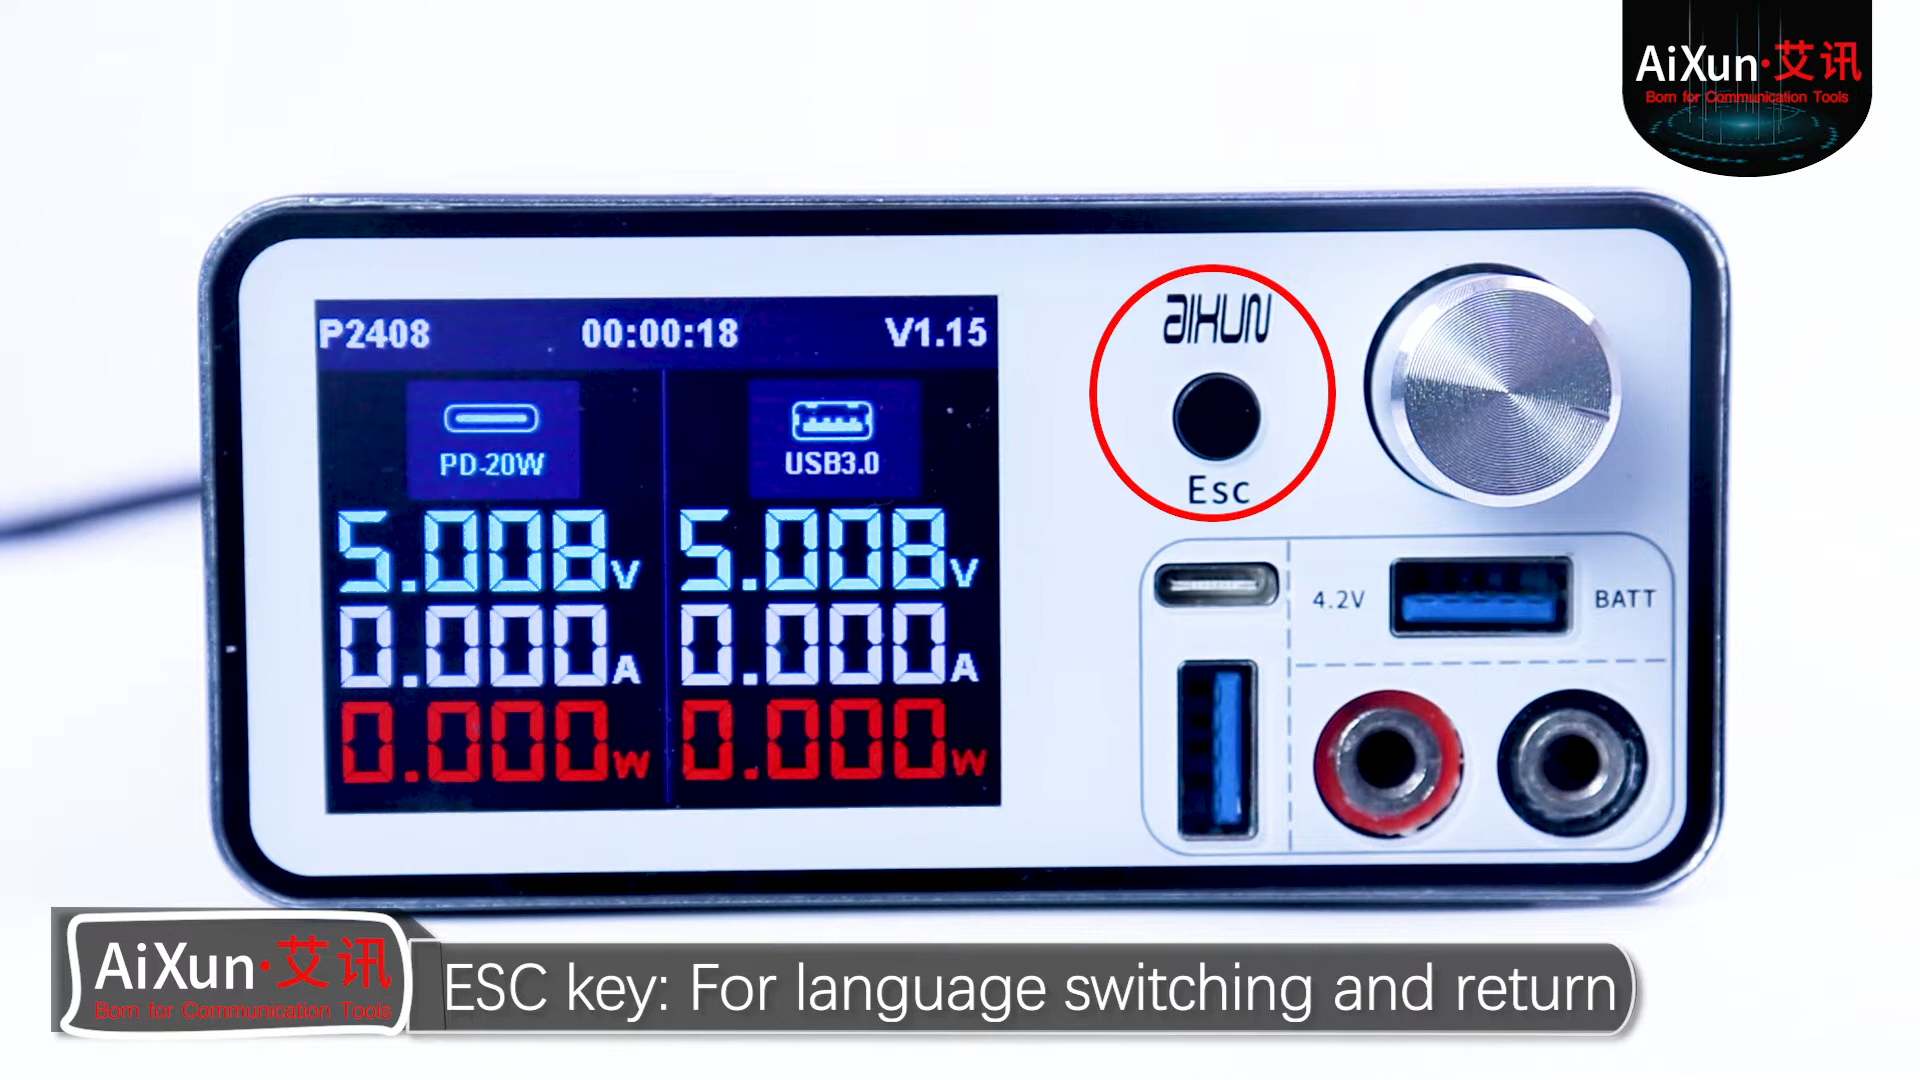 AiXun·艾讯
Born for Communication Tools
P2408 00:00:18 V1.15
PD-20W USB3.0
5.008V 5.008V
0.000A 0.000A
0.000W 0.000W
AIXUN
Esc
4.2V BATT
AiXun·艾讯
Born for Communication Tools
ESC key: For language switching and return